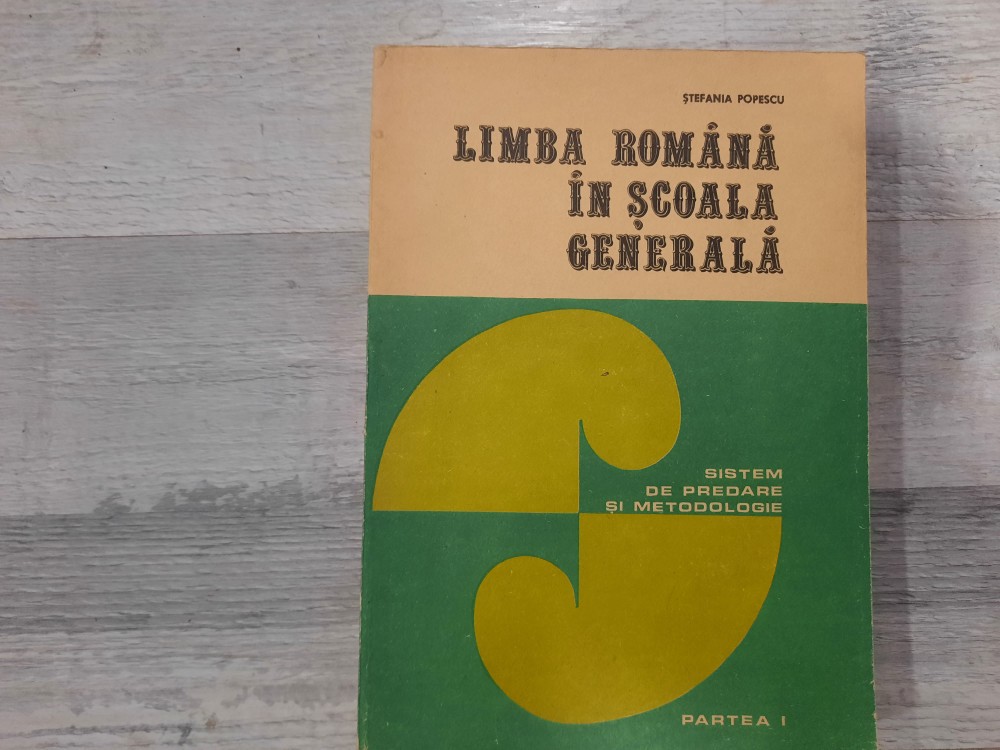 ȘTEFANIA POPESCU
LIMBA ROMÂNĂ
ÎN ȘCOALA
GENERALĂ
SISTEM
DE PREDARE
ȘI METODOLOGIE
PARTEA I